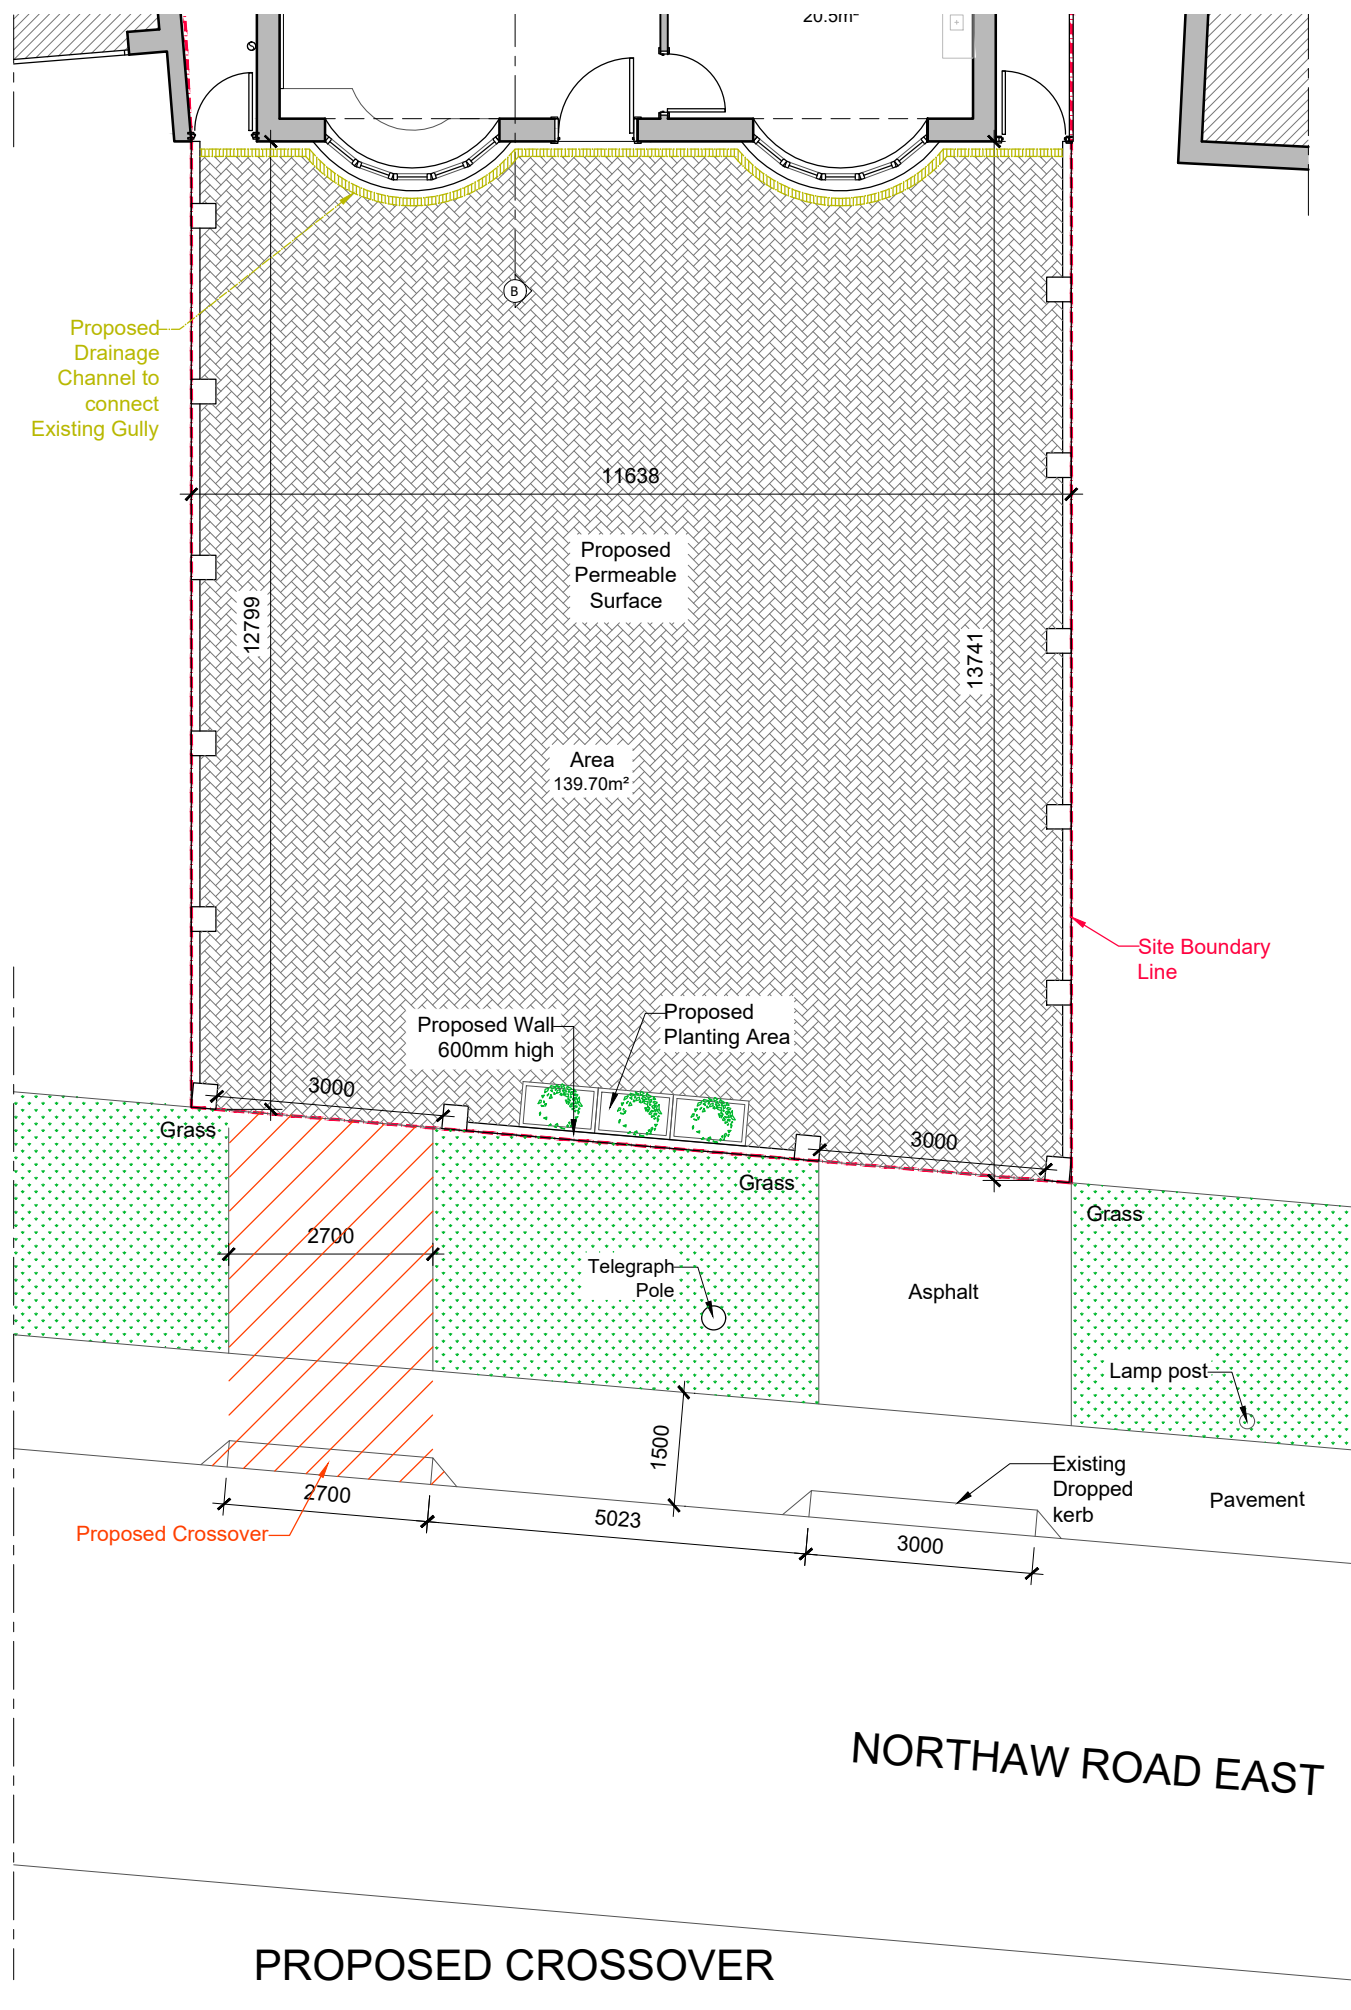 20.5m²
B
Proposed
Drainage
Channel to
connect
Existing Gully
11638
Proposed
Permeable
Surface
12799
13741
Area
139.70m²
Site Boundary
Line
Proposed Wall
600mm high
Proposed
Planting Area
3000
Grass
3000
Grass
Grass
2700
Telegraph
Pole
Asphalt
Lamp post
1500
Existing
Dropped
kerb
Pavement
2700
5023
3000
Proposed Crossover
NORTHAW ROAD EAST
PROPOSED CROSSOVER